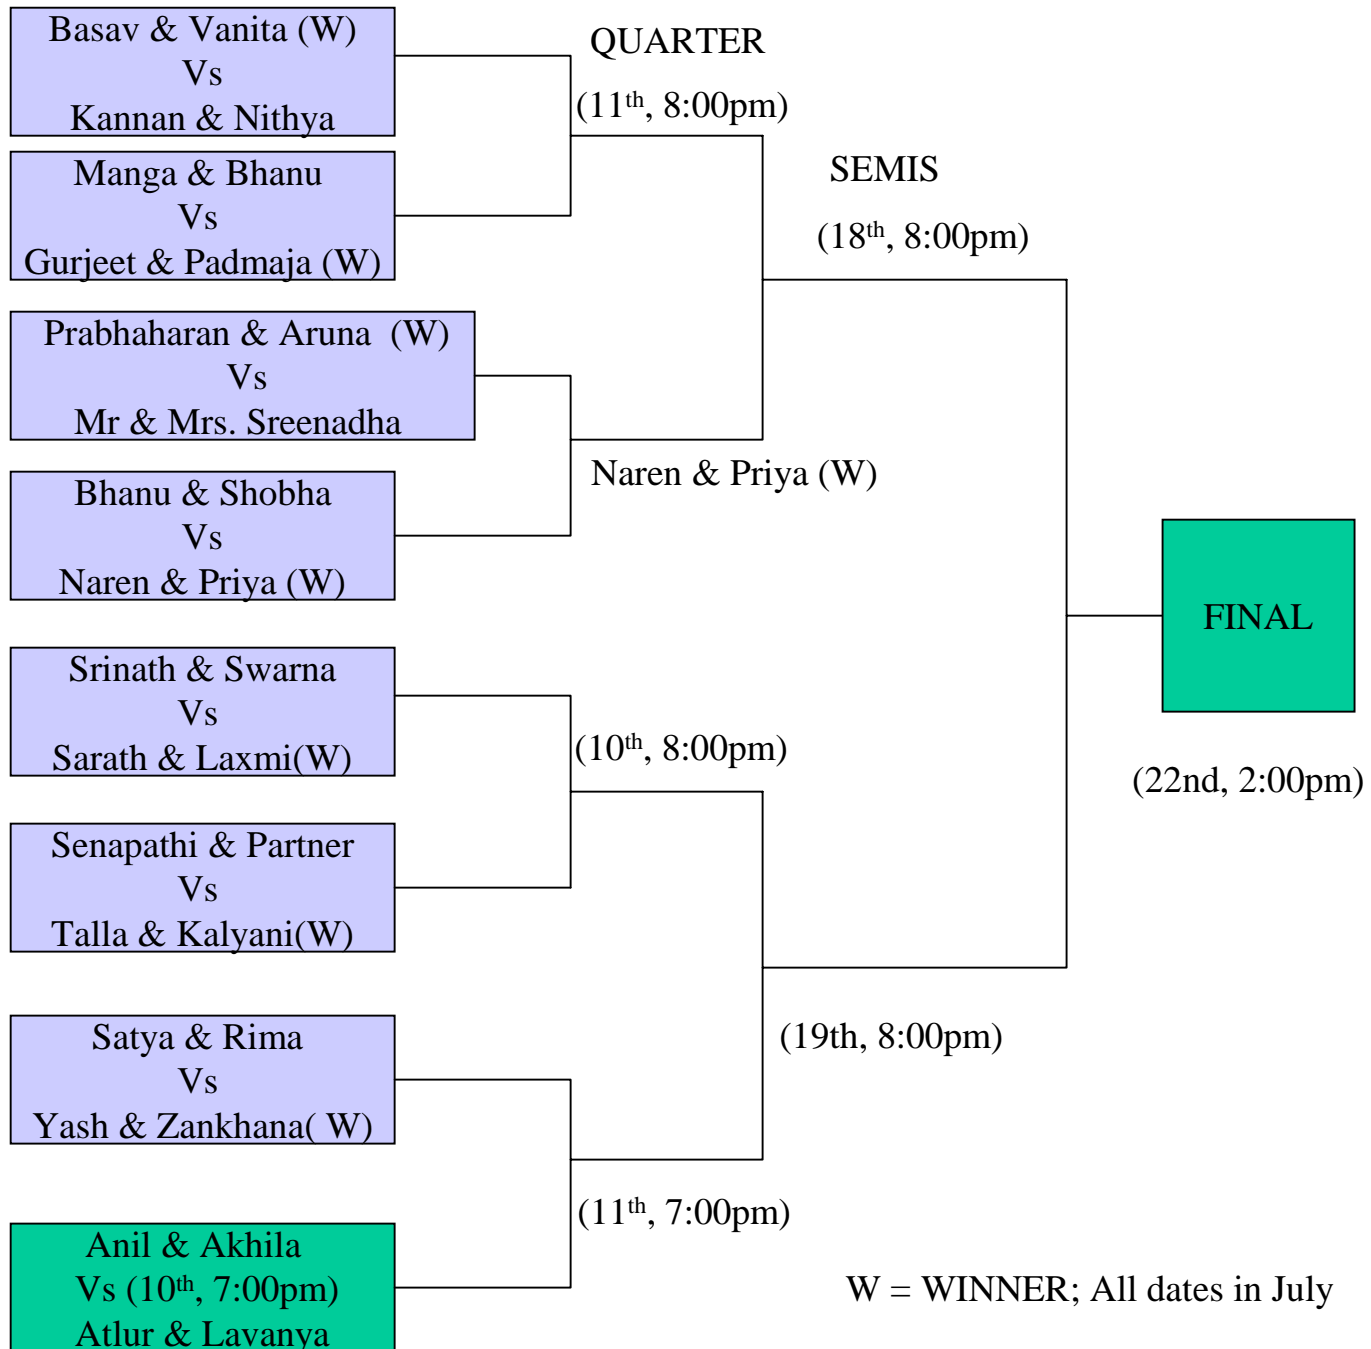 Basav & Vanita (W)
Vs
Kannan & Nithya
QUARTER
(11th, 8:00pm)
Manga & Bhanu
Vs
Gurjeet & Padmaja (W)
SEMIS
(18th, 8:00pm)
Prabhaharan & Aruna  (W)
Vs
Mr & Mrs. Sreenadha
Bhanu & Shobha
Vs
Naren & Priya (W)
Naren & Priya (W)
FINAL
(22nd, 2:00pm)
Srinath & Swarna
Vs
Sarath & Laxmi(W)
(10th, 8:00pm)
Senapathi & Partner
Vs
Talla & Kalyani(W)
(19th, 8:00pm)
Satya & Rima
Vs
Yash & Zankhana( W)
(11th, 7:00pm)
Anil & Akhila
Vs (10th, 7:00pm)
Atlur & Lavanya
W = WINNER; All dates in July